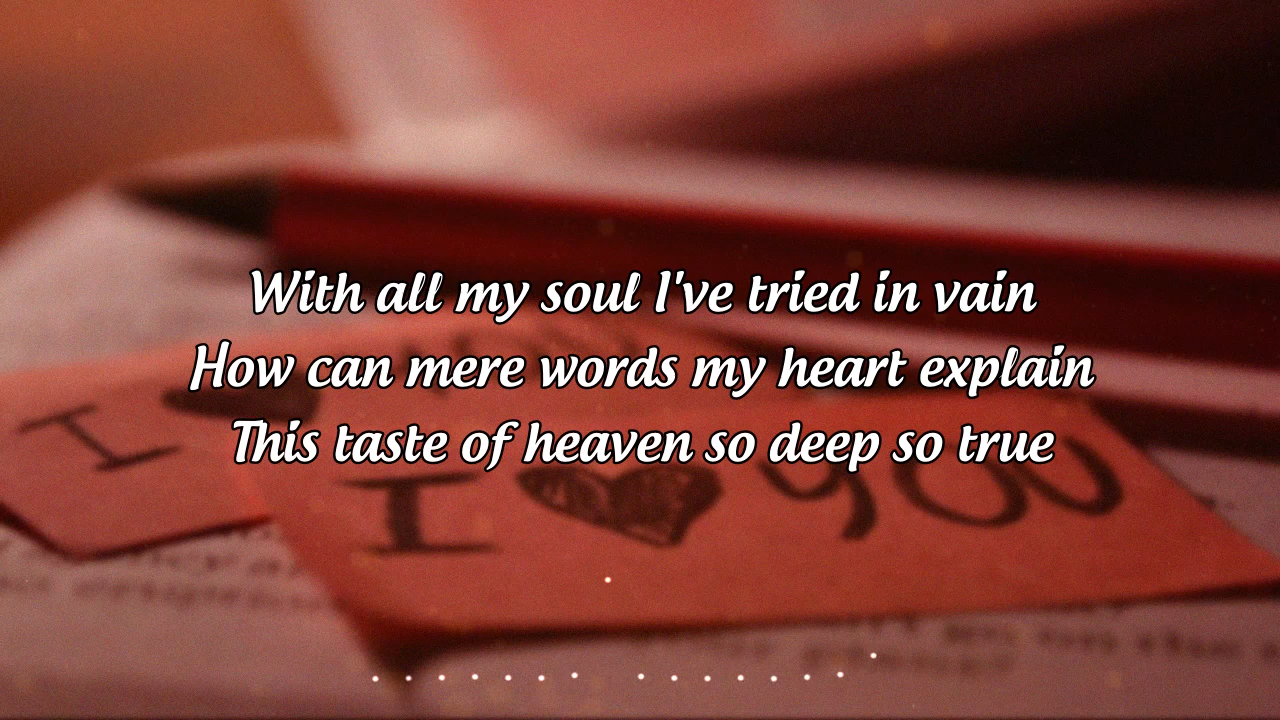 With all my soul I've tried in vain
How can mere words my heart explain
This taste of heaven so deep so true
I
I YOU